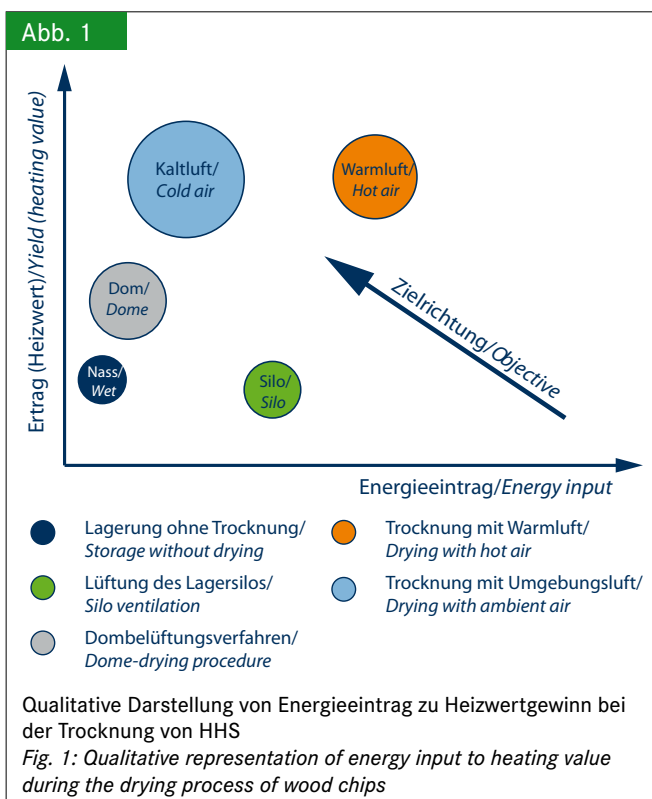 Abb. 1
Ertrag (Heizwert)/Yield (heating value)
Kaltluft/
Cold air
Warmluft/
Hot air
Dom/
Dome
Zielrichtung/Objective
Nass/
Wet
Silo/
Silo
Energieeintrag/Energy input
Lagerung ohne Trocknung/
Storage without drying
Lüftung des Lagersilos/
Silo ventilation
Dombelüftungsverfahren/
Dome-drying procedure
Trocknung mit Warmluft/
Drying with hot air
Trocknung mit Umgebungsluft/
Drying with ambient air
Qualitative Darstellung von Energieeintrag zu Heizwertgewinn bei
der Trocknung von HHS
Fig. 1: Qualitative representation of energy input to heating value
during the drying process of wood chips